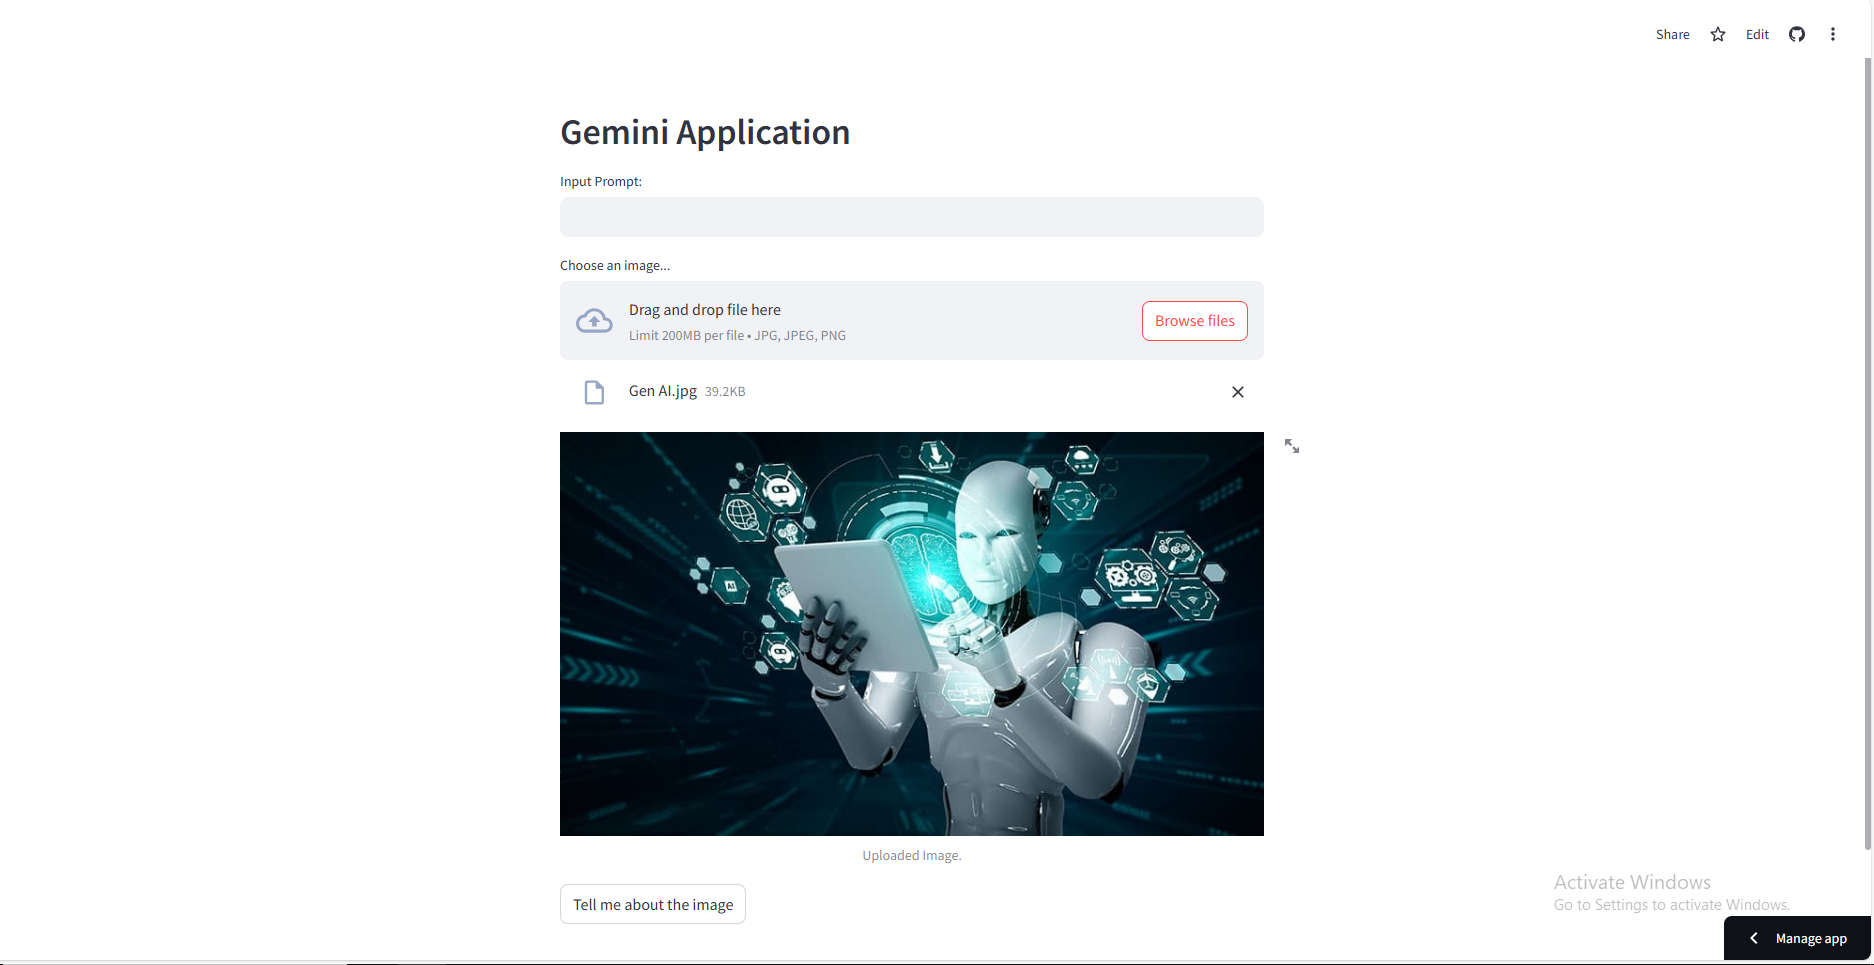 Share Edit
Gemini Application
Input Prompt:
Choose an image...
Drag and drop file here
Limit 200MB per file • JPG, JPEG, PNG
Browse files
Gen AI.jpg 39.2KB
AI
Uploaded Image.
Tell me about the image
Activate Windows
Go to Settings to activate Windows.
Manage app